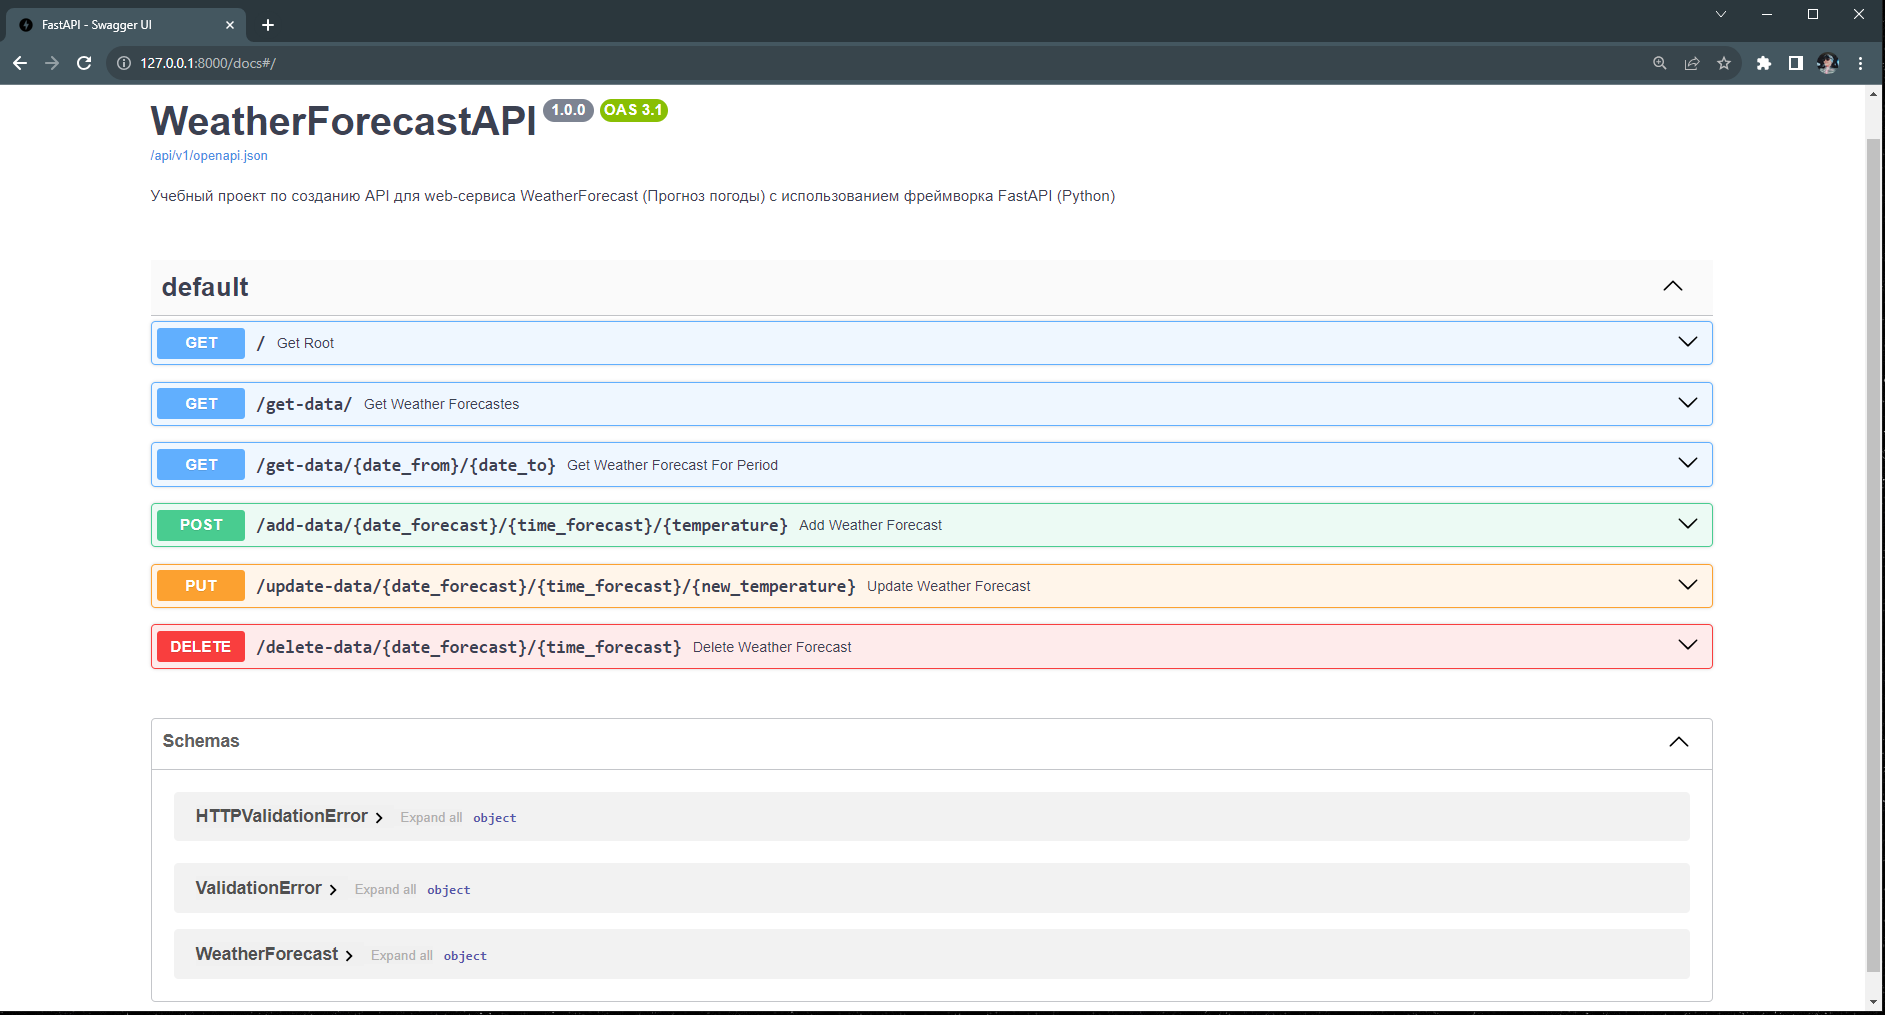 FastAPI - Swagger UI
127.0.0.1:8000/docs#/
WeatherForecastAPI 1.0.0 OAS 3.1
/api/v1/openapi.json
Учебный проект по созданию API для web-сервиса WeatherForecast (Прогноз погоды) с использованием фреймворка FastAPI (Python)
default
GET / Get Root
GET /get-data/ Get Weather Forecastes
GET /get-data/{date_from}/{date_to} Get Weather Forecast For Period
POST /add-data/{date_forecast}/{time_forecast}/{temperature} Add Weather Forecast
PUT /update-data/{date_forecast}/{time_forecast}/{new_temperature} Update Weather Forecast
DELETE /delete-data/{date_forecast}/{time_forecast} Delete Weather Forecast
Schemas
HTTPValidationError Expand all object
ValidationError Expand all object
WeatherForecast Expand all object